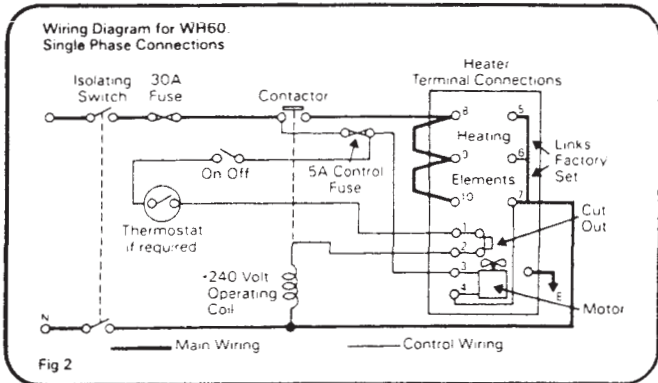 Wiring Diagram for WH60.
Single Phase Connections
Isolating Switch
30A Fuse
Contactor
Heater
Terminal Connections
8
5
Heating
9
6
Links
Factory
Set
On Off
5A Control
Fuse
Elements
10
7
Thermostat
if required
1
Cut
Out
2
3
-240 Volt
Operating
Coil
4
E
Motor
N
Main Wiring
Control Wiring
Fig 2